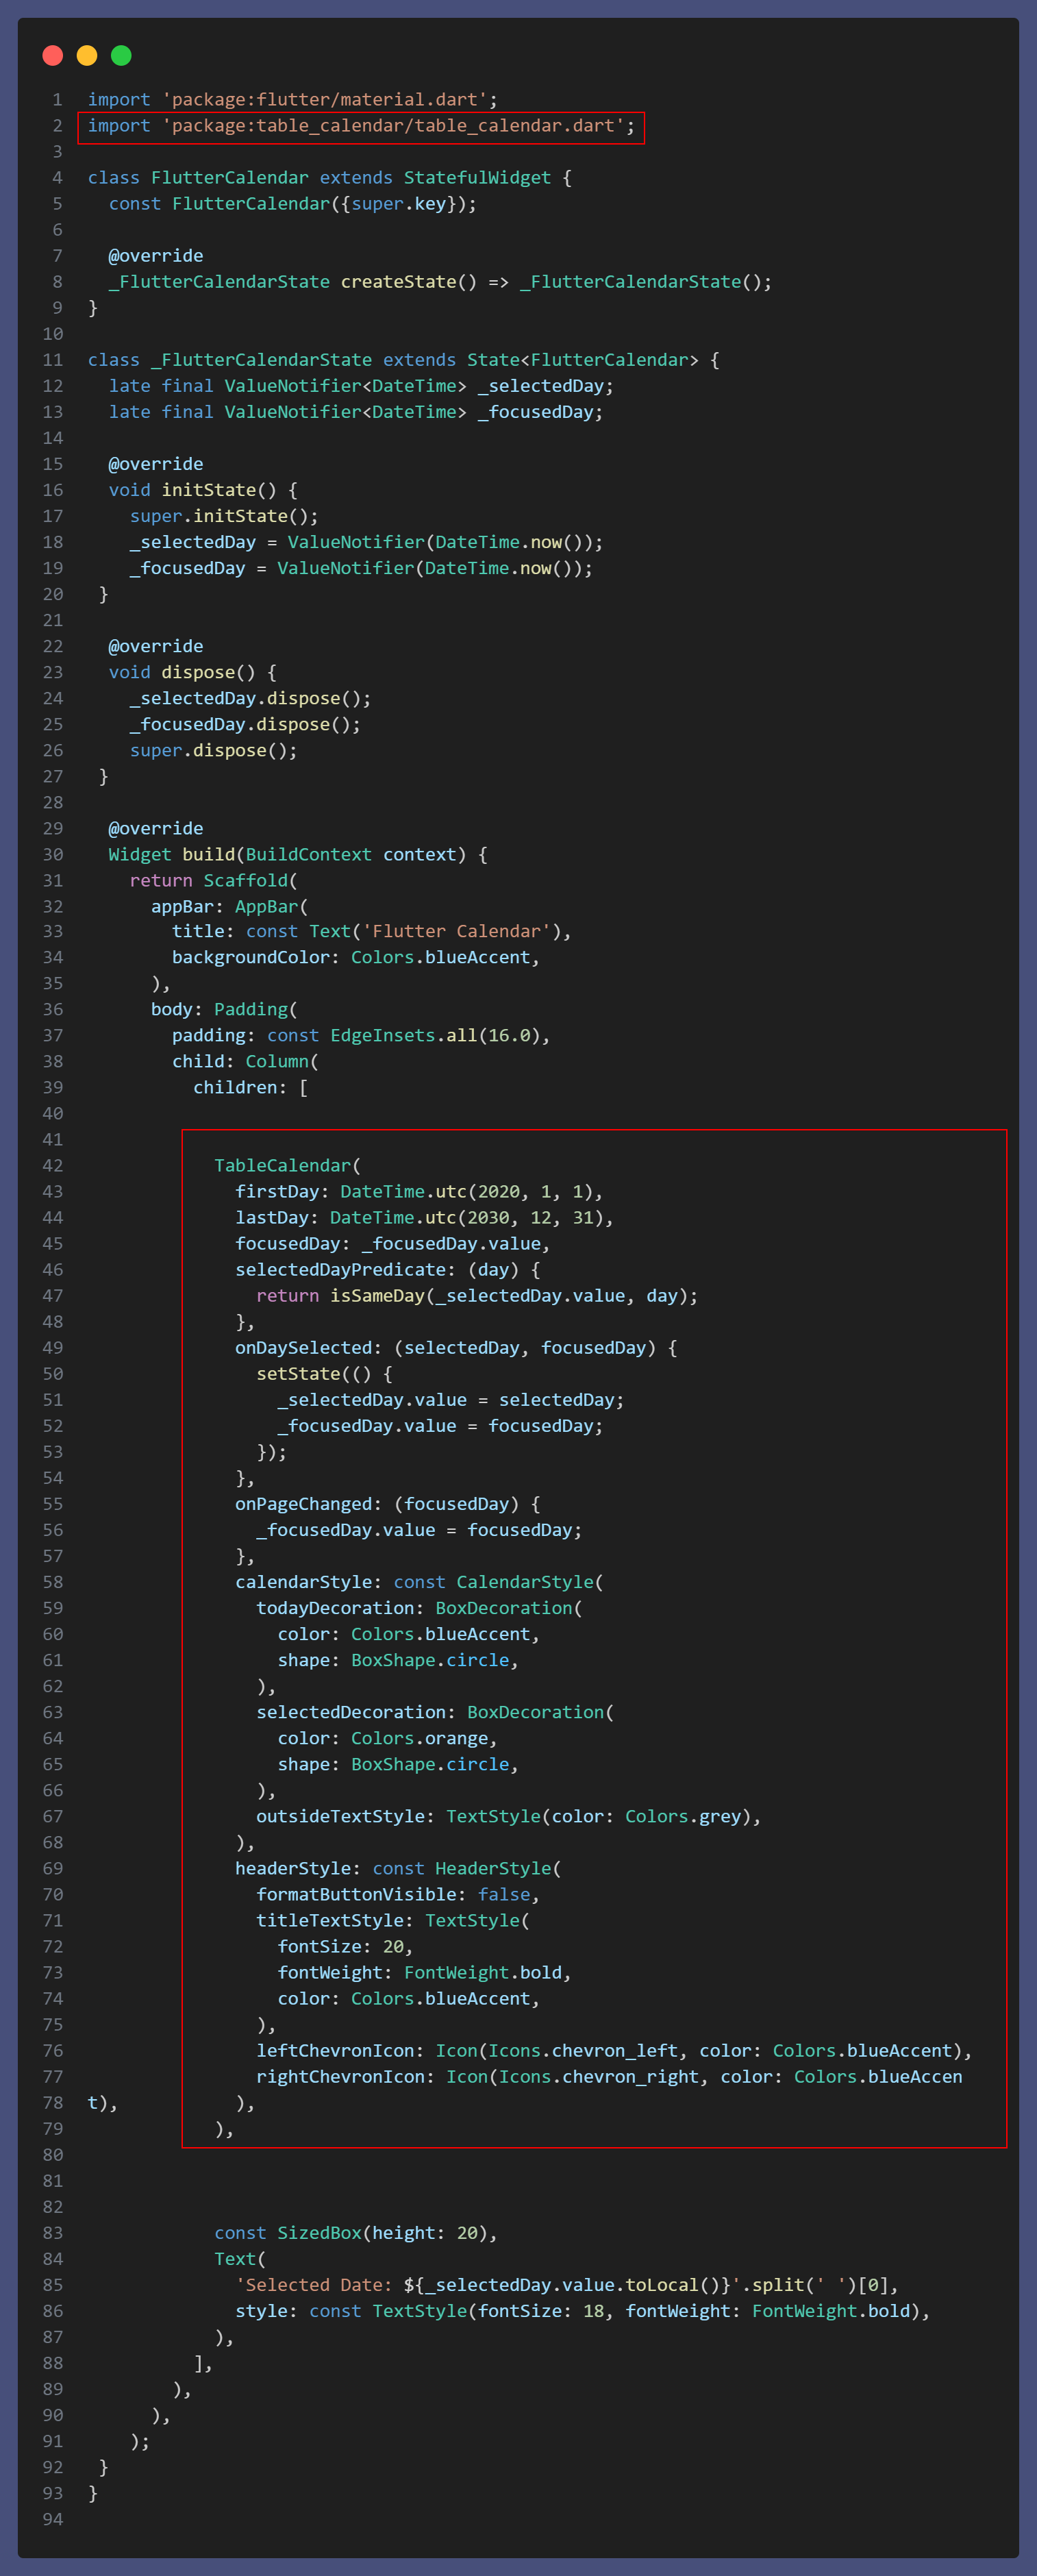 1 import 'package:flutter/material.dart';
2 import 'package:table_calendar/table_calendar.dart';
3
4 class FlutterCalendar extends StatefulWidget {
5   const FlutterCalendar({super.key});
6
7   @override
8   _FlutterCalendarState createState() => _FlutterCalendarState();
9 }
10
11 class _FlutterCalendarState extends State<FlutterCalendar> {
12   late final ValueNotifier<DateTime> _selectedDay;
13   late final ValueNotifier<DateTime> _focusedDay;
14
15   @override
16   void initState() {
17     super.initState();
18     _selectedDay = ValueNotifier(DateTime.now());
19     _focusedDay = ValueNotifier(DateTime.now());
20  }
21
22   @override
23   void dispose() {
24     _selectedDay.dispose();
25     _focusedDay.dispose();
26     super.dispose();
27  }
28
29   @override
30   Widget build(BuildContext context) {
31     return Scaffold(
32       appBar: AppBar(
33         title: const Text('Flutter Calendar'),
34         backgroundColor: Colors.blueAccent,
35       ),
36       body: Padding(
37         padding: const EdgeInsets.all(16.0),
38         child: Column(
39           children: [
40
41
42             TableCalendar(
43               firstDay: DateTime.utc(2020, 1, 1),
44               lastDay: DateTime.utc(2030, 12, 31),
45               focusedDay: _focusedDay.value,
46               selectedDayPredicate: (day) {
47                 return isSameDay(_selectedDay.value, day);
48               },
49               onDaySelected: (selectedDay, focusedDay) {
50                 setState(() {
51                   _selectedDay.value = selectedDay;
52                   _focusedDay.value = focusedDay;
53                 });
54               },
55               onPageChanged: (focusedDay) {
56                 _focusedDay.value = focusedDay;
57               },
58               calendarStyle: const CalendarStyle(
59                 todayDecoration: BoxDecoration(
60                   color: Colors.blueAccent,
61                   shape: BoxShape.circle,
62                 ),
63                 selectedDecoration: BoxDecoration(
64                   color: Colors.orange,
65                   shape: BoxShape.circle,
66                 ),
67                 outsideTextStyle: TextStyle(color: Colors.grey),
68               ),
69               headerStyle: const HeaderStyle(
70                 formatButtonVisible: false,
71                 titleTextStyle: TextStyle(
72                   fontSize: 20,
73                   fontWeight: FontWeight.bold,
74                   color: Colors.blueAccent,
75                 ),
76                 leftChevronIcon: Icon(Icons.chevron_left, color: Colors.blueAccent),
77                 rightChevronIcon: Icon(Icons.chevron_right, color: Colors.blueAccen
78 t),           ),
79             ),
80
81
82
83             const SizedBox(height: 20),
84             Text(
85               'Selected Date: ${_selectedDay.value.toLocal()}'.split(' ')[0],
86               style: const TextStyle(fontSize: 18, fontWeight: FontWeight.bold),
87             ),
88           ],
89         ),
90       ),
91     );
92  }
93 }
94